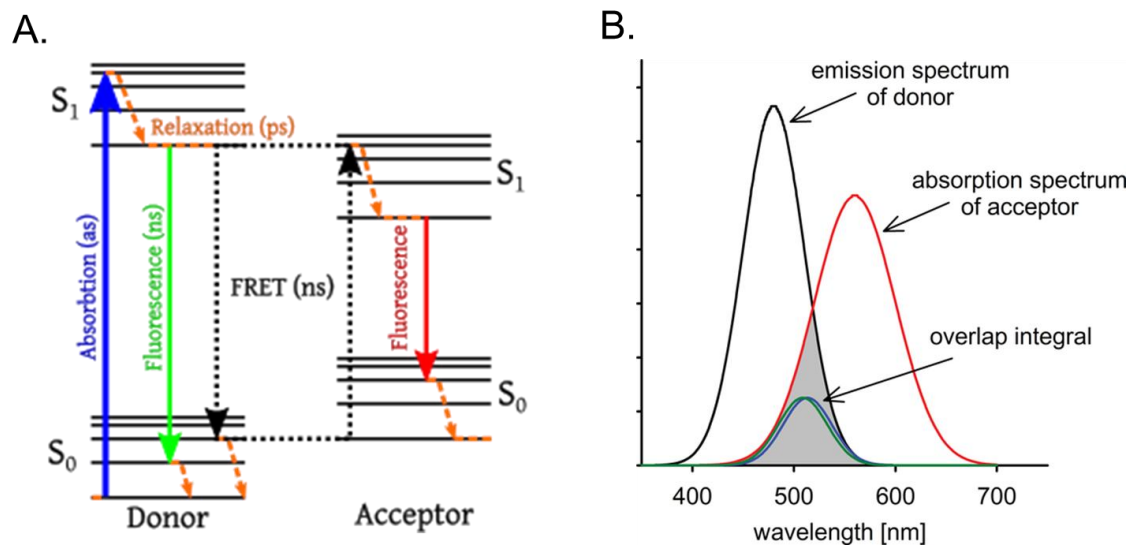 A.
S1
Relaxation (ps)
Absorbtion (as)
Fluorescence (ns)
FRET (ns)
S0
Donor
S1
Fluorescence
S0
Acceptor
B.
emission spectrum
of donor
absorption spectrum
of acceptor
overlap integral
400 500 600 700
wavelength [nm]